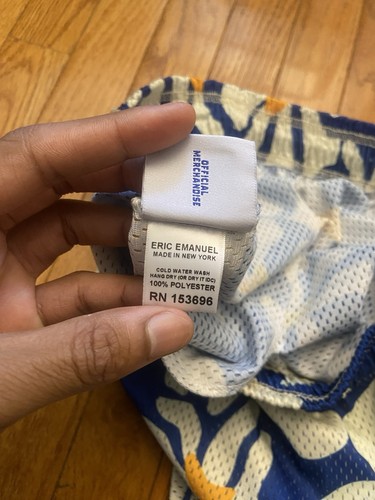 OFFICIAL
MERCHANDISE
ERIC EMANUEL
MADE IN NEW YORK
COLD WATER WASH
HANG DRY (OR DRY IT IDC)
100% POLYESTER
RN 153696